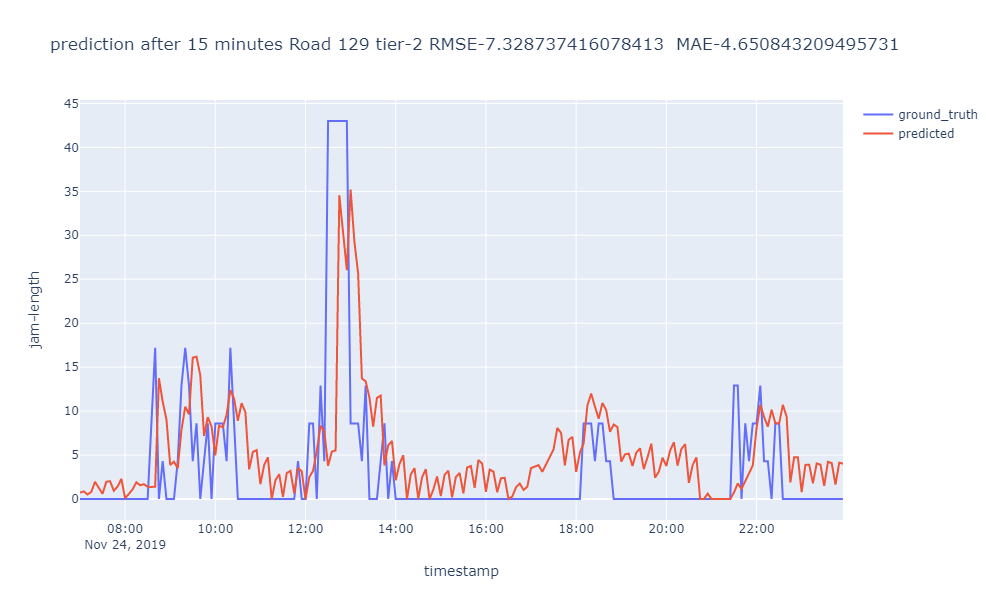 prediction after 15 minutes Road 129 tier-2 RMSE-7.328737416078413 MAE-4.650843209495731
ground_truth
predicted
jam-length
45
40
35
30
25
20
15
10
5
0
08:00 10:00 12:00 14:00 16:00 18:00 20:00 22:00
Nov 24, 2019
timestamp